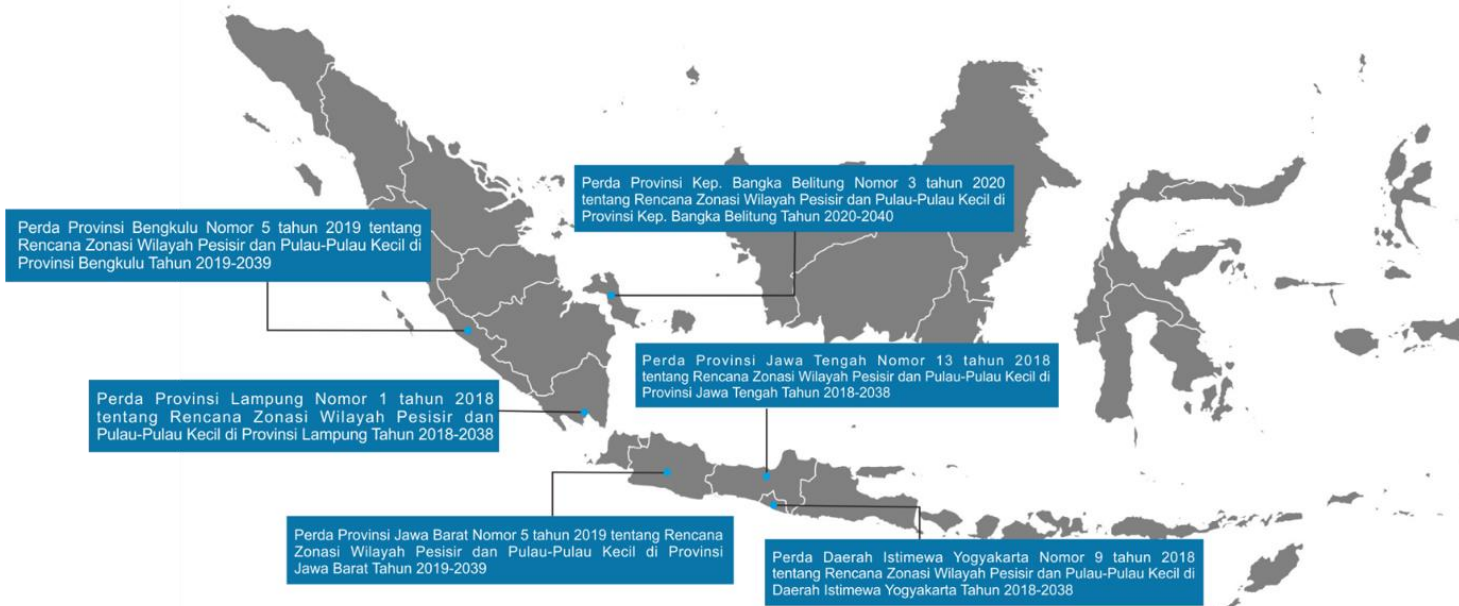 Perda Provinsi Kep. Bangka Belitung Nomor 3 tahun 2020
tentang Rencana Zonasi Wilayah Pesisir dan Pulau-Pulau Kecil di
Provinsi Kep. Bangka Belitung Tahun 2020-2040
Perda Provinsi Bengkulu Nomor 5 tahun 2019 tentang
Rencana Zonasi Wilayah Pesisir dan Pulau-Pulau Kecil di
Provinsi Bengkulu Tahun 2019-2039
Perda Provinsi Jawa Tengah Nomor 13 tahun 2018
tentang Rencana Zonasi Wilayah Pesisir dan Pulau-Pulau Kecil di
Provinsi Jawa Tengah Tahun 2018-2038
Perda Provinsi Lampung Nomor 1 tahun 2018
tentang Rencana Zonasi Wilayah Pesisir dan
Pulau-Pulau Kecil di Provinsi Lampung Tahun 2018-2038
Perda Provinsi Jawa Barat Nomor 5 tahun 2019 tentang Rencana
Zonasi Wilayah Pesisir dan Pulau-Pulau Kecil di Provinsi
Jawa Barat Tahun 2019-2039
Perda Daerah Istimewa Yogyakarta Nomor 9 tahun 2018
tentang Rencana Zonasi Wilayah Pesisir dan Pulau-Pulau Kecil di
Daerah Istimewa Yogyakarta Tahun 2018-2038